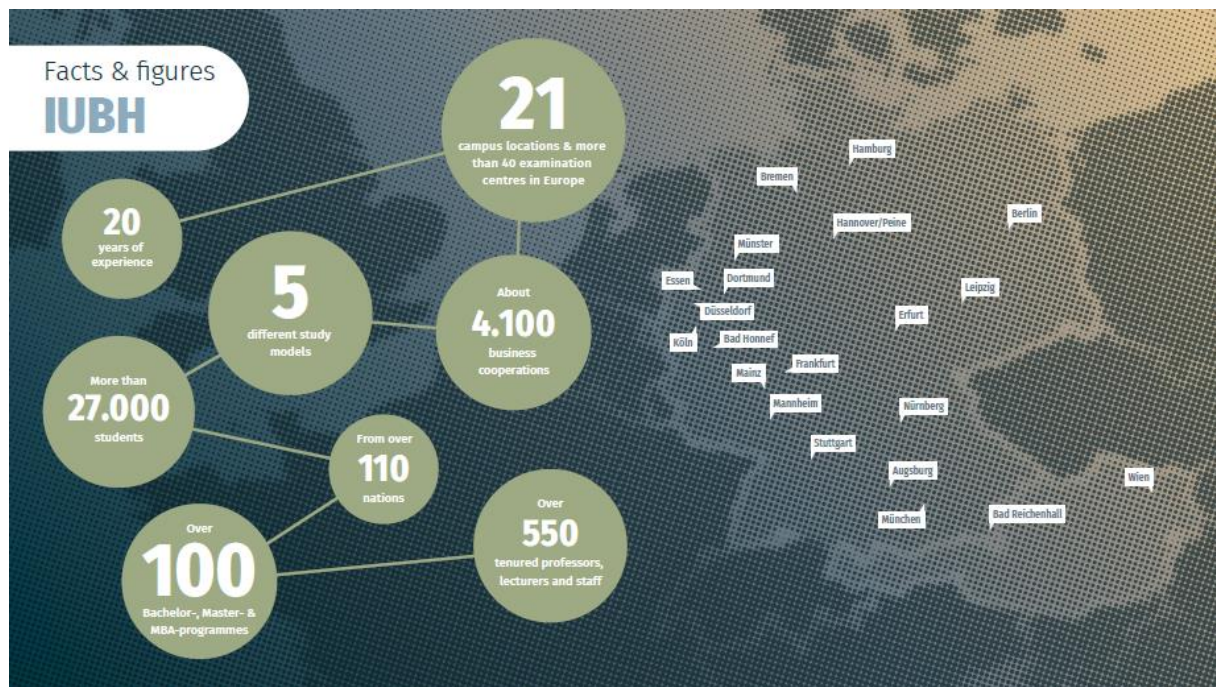 Facts & figures
IUBH
21
campus locations & more
than 40 examination
centres in Europe
20
years of
experience
5
different study
models
About
4.100
business
cooperations
More than
27.000
students
From over
110
nations
Over
100
Bachelor-, Master- &
MBA-programmes
Over
550
tenured professors,
lecturers and staff
Hamburg
Bremen
Berlin
Hannover/Peine
Münster
Essen
Dortmund
Leipzig
Düsseldorf
Erfurt
Köln
Bad Honnef
Frankfurt
Mainz
Mannheim
Nürnberg
Stuttgart
Augsburg
Wien
München
Bad Reichenhall